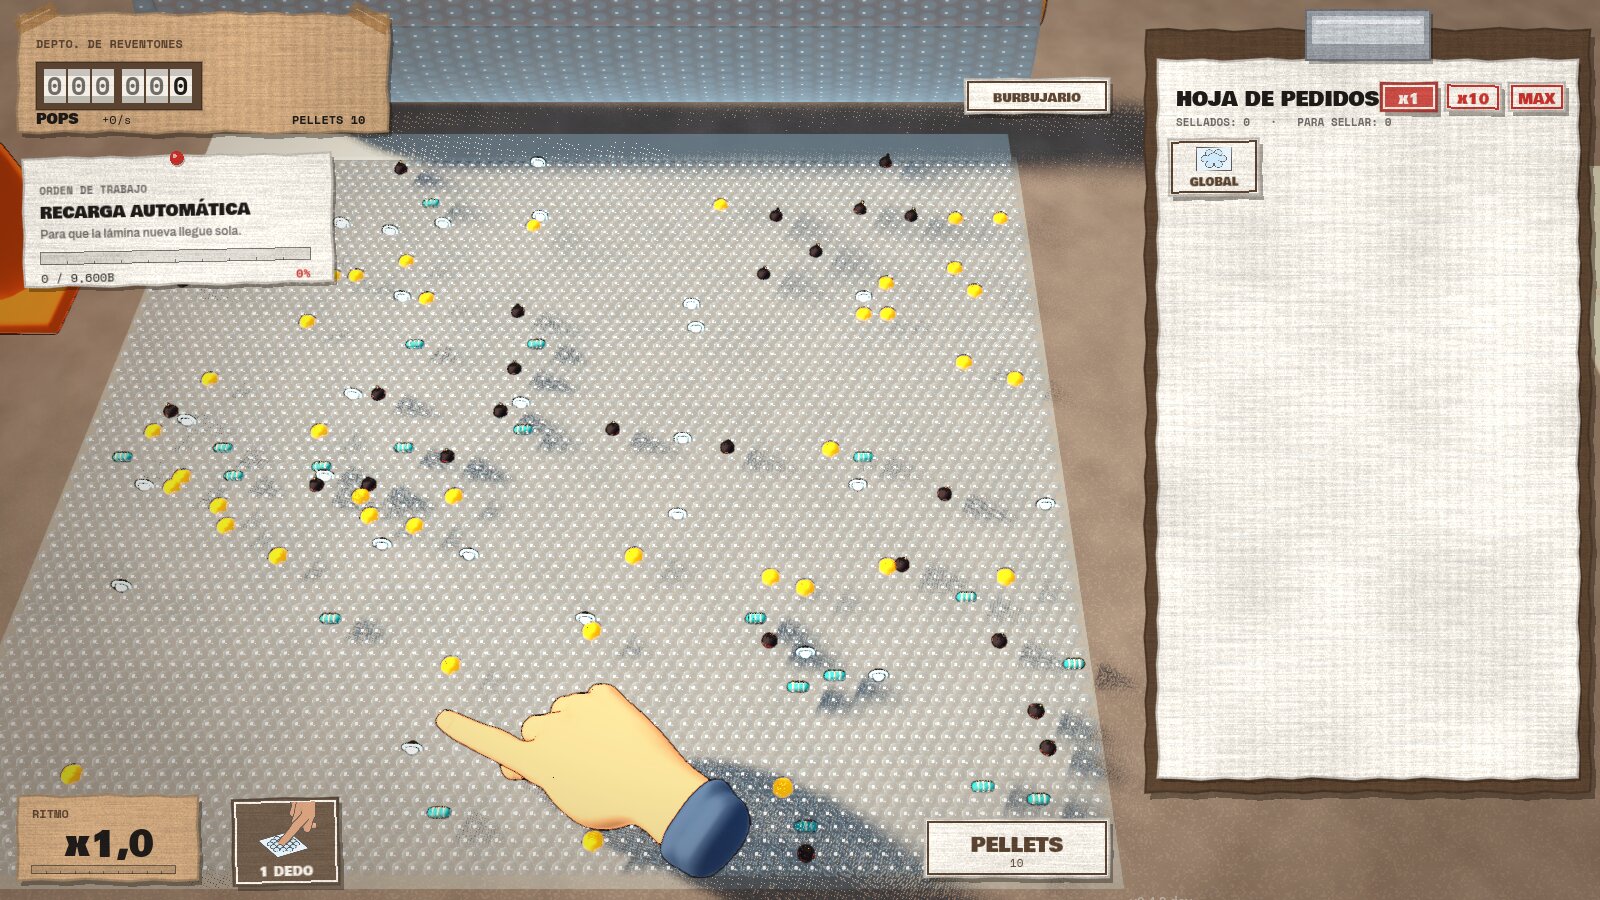 DEPTO. DE REVENTONES
000 000
POPS +0/s PELLETS 10
ORDEN DE TRABAJO
RECARGA AUTOMÁTICA
Para que la lámina nueva llegue sola.
0 / 9.600B 0%
BURBUJARIO
HOJA DE PEDIDOS x1 x10 MAX
SELLADOS: 0 · PARA SELLAR: 0
GLOBAL
RITMO
x1,0
1 DEDO
PELLETS
10